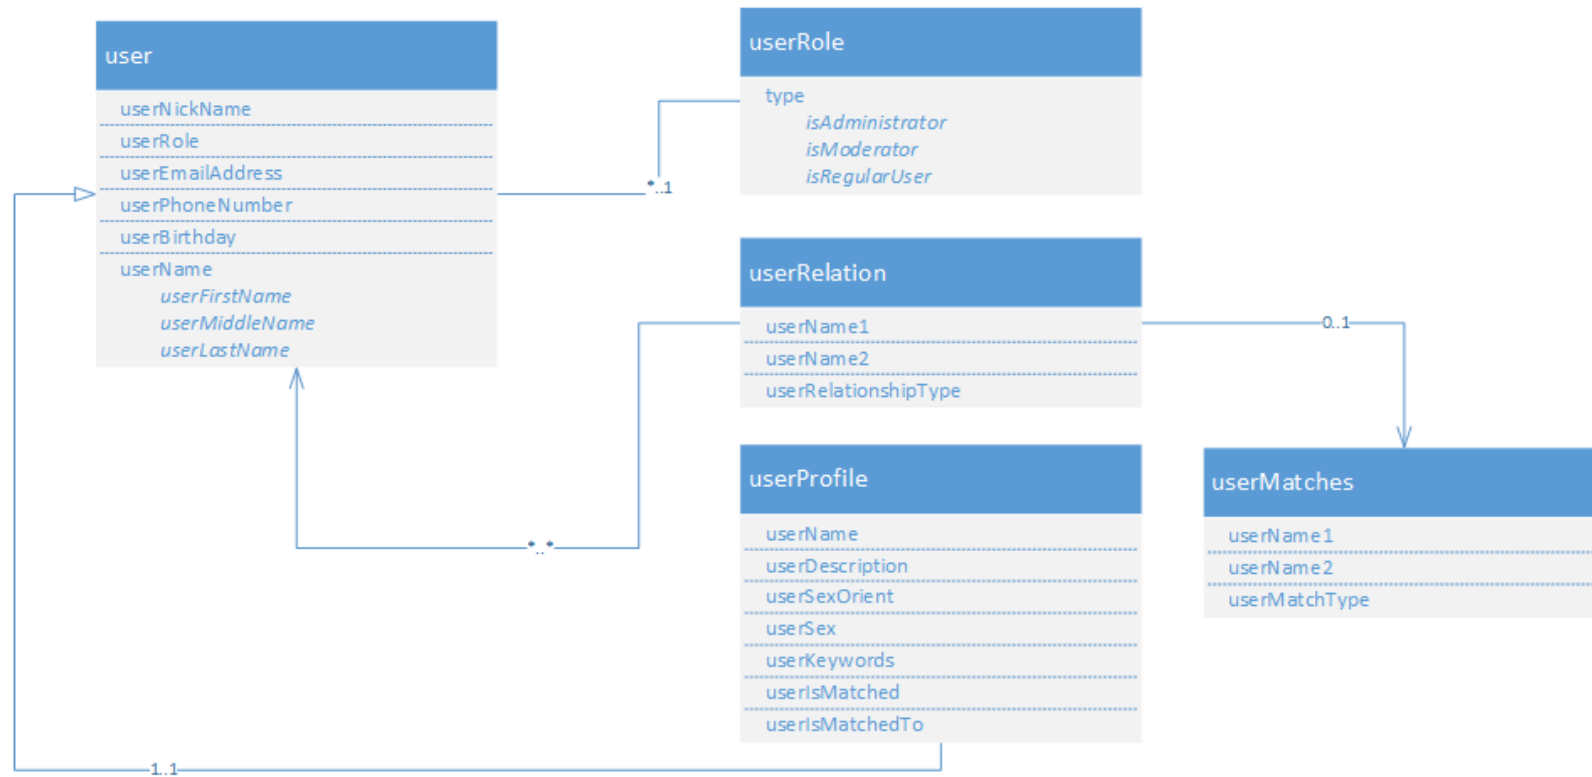 user
userNickName
userRole
userEmailAddress
userPhoneNumber
userBirthday
userName
userFirstName
userMiddleName
userLastName
userRole
type
isAdministrator
isModerator
isRegularUser
*..1
userRelation
userName1
userName2
userRelationshipType
0..1
*..*
userProfile
userName
userDescription
userSexOrient
userSex
userKeywords
userIsMatched
userIsMatchedTo
userMatches
userName1
userName2
userMatchType
1..1